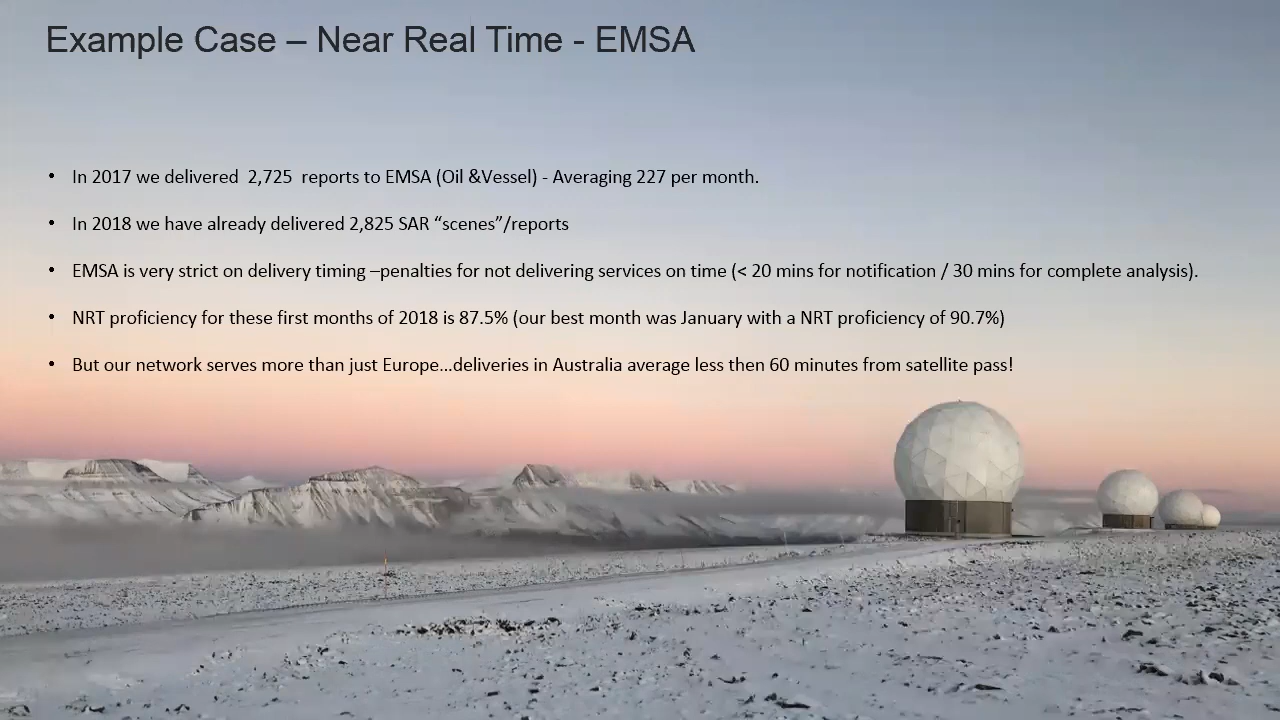 Example Case – Near Real Time - EMSA
• In 2017 we delivered  2,725  reports to EMSA (Oil &Vessel) - Averaging 227 per month.
• In 2018 we have already delivered 2,825 SAR “scenes”/reports
• EMSA is very strict on delivery timing –penalties for not delivering services on time (< 20 mins for notification / 30 mins for complete analysis).
• NRT proficiency for these first months of 2018 is 87.5% (our best month was January with a NRT proficiency of 90.7%)
• But our network serves more than just Europe…deliveries in Australia average less then 60 minutes from satellite pass!